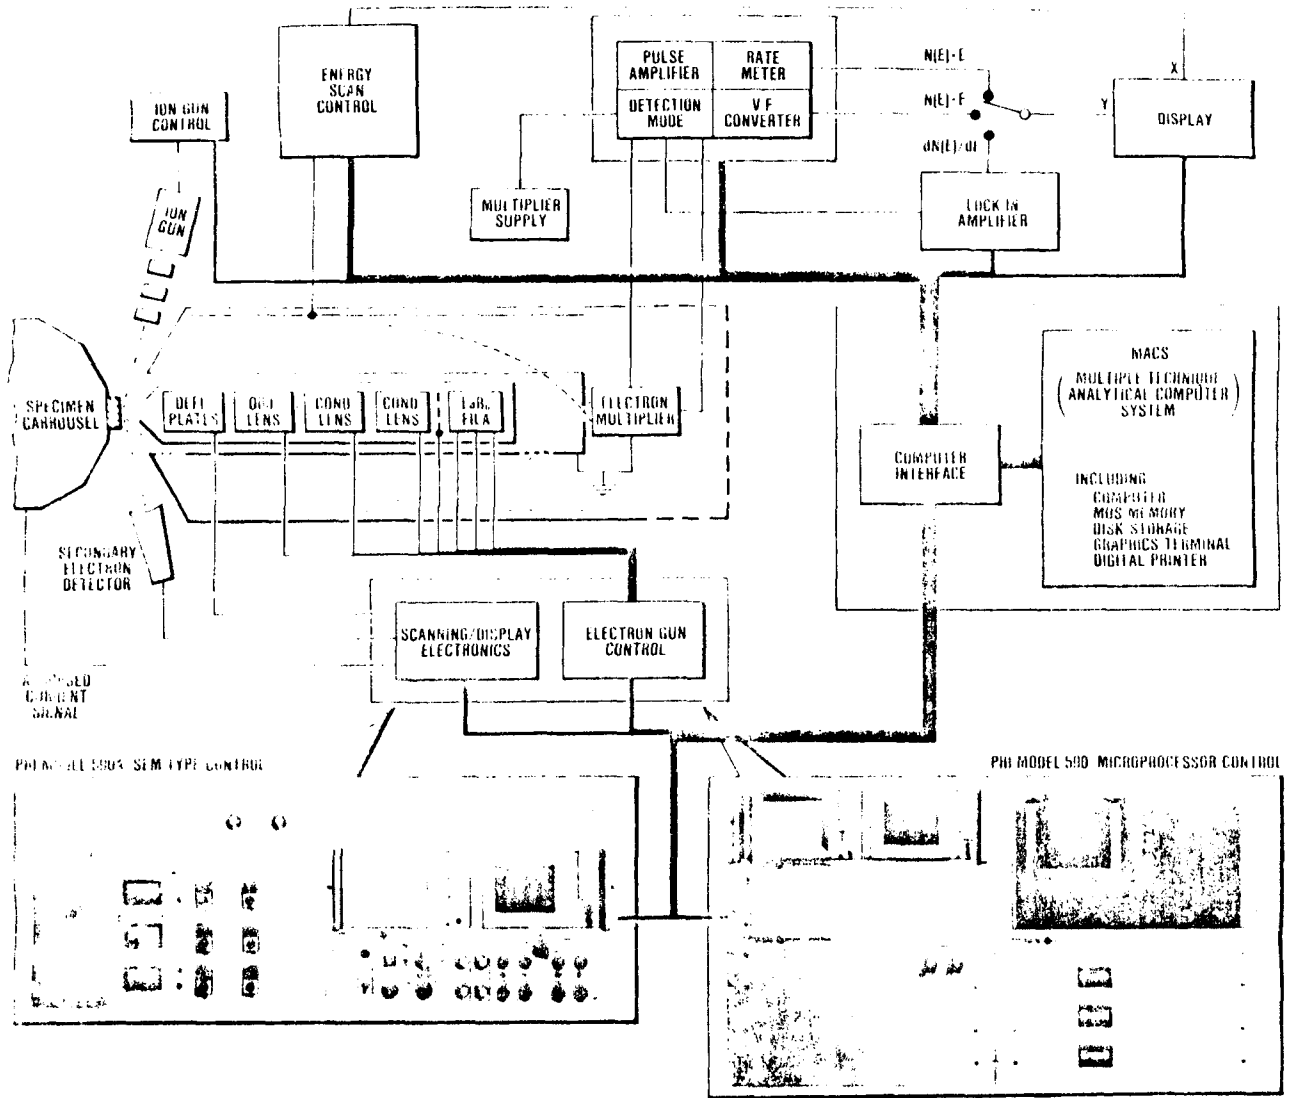 ENERGY
SCAN
CONTROL
ION GUN
CONTROL
ION
GUN
PULSE
AMPLIFIER
RATE
METER
DETECTION
MODE
V F
CONVERTER
MULTIPLIER
SUPPLY
N(E)·E
N(E)·E
dN(E)/dE
X
Y
DISPLAY
LOCK IN
AMPLIFIER
SPECIMEN
CARROUSEL
DEFL
PLATES
OBJ
LENS
COND
LENS
COND
LENS
FILA
ELECTRON
MULTIPLIER
MACS
(MULTIPLE TECHNIQUE
ANALYTICAL COMPUTER
SYSTEM)
INCLUDING
COMPUTER
MOS MEMORY
DISK STORAGE
GRAPHICS TERMINAL
DIGITAL PRINTER
COMPUTER
INTERFACE
SECONDARY
ELECTRON
DETECTOR
SCANNING/DISPLAY
ELECTRONICS
ELECTRON GUN
CONTROL
CURRENT
SIGNAL
PHI MODEL SEM TYPE CONTROL
PHI MODEL 590 MICROPROCESSOR CONTROL